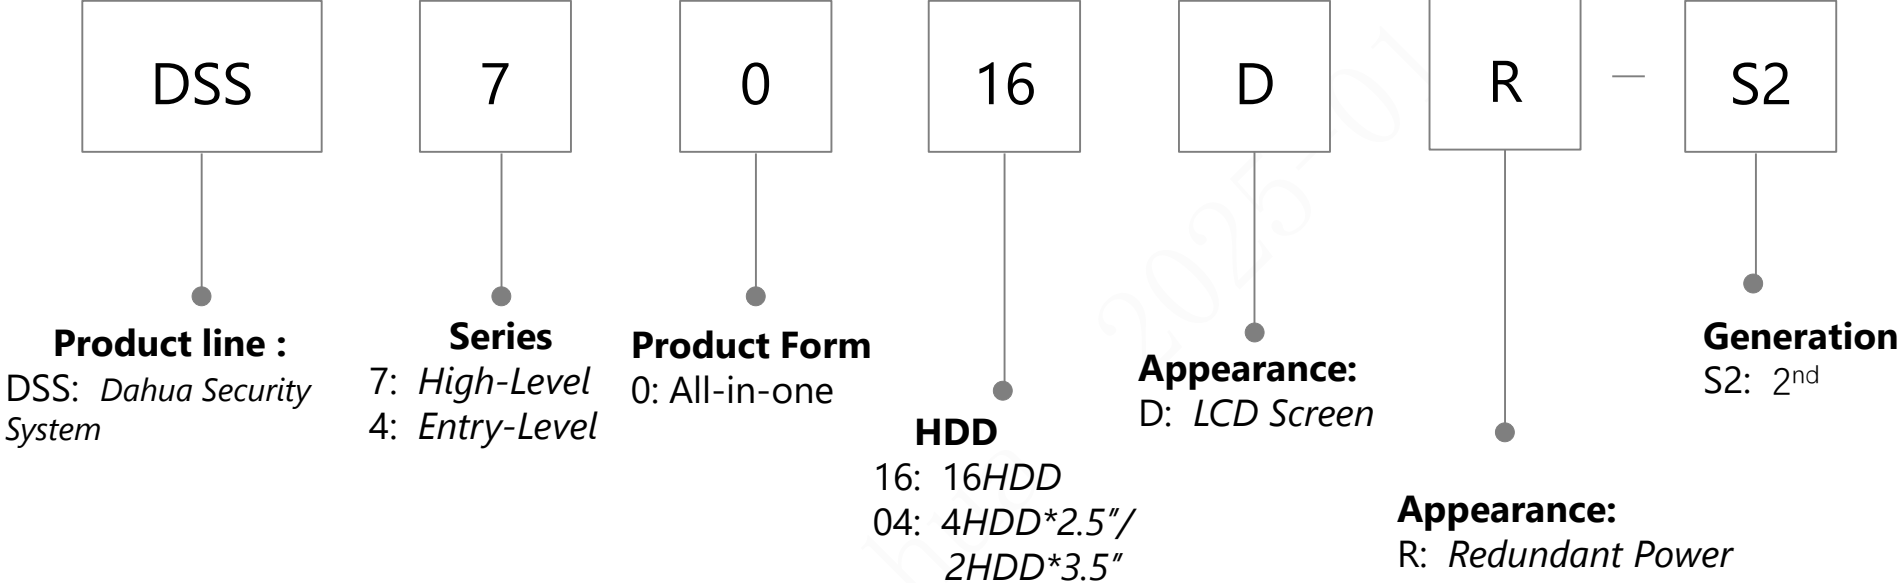 DSS 7 0 16 D R — S2
Product line :
DSS: Dahua Security
System
Series
7: High-Level
4: Entry-Level
Product Form
0: All-in-one
HDD
16: 16HDD
04: 4HDD*2.5″/
2HDD*3.5″
Appearance:
D: LCD Screen
Appearance:
R: Redundant Power
Generation
S2: 2nd
2025-01